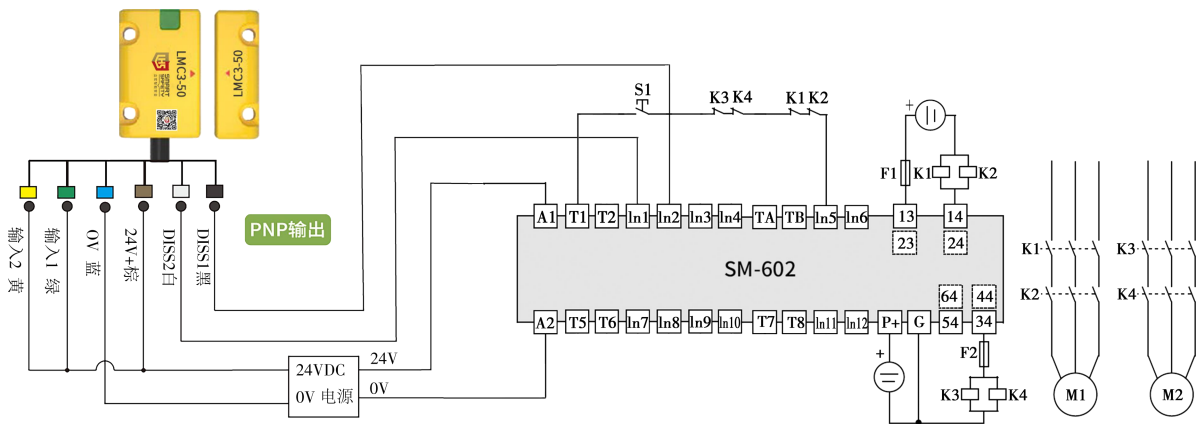 LMC3-50
SMART
SAFETY
LMC3-50
输入2 黄
输入1 绿
OV 蓝
24V+棕
DISS2白
DISS1黑
PNP输出
24VDC
0V 电源
24V
0V
S1
K3 K4
K1 K2
F1
K1
K2
A1 T1 T2 ln1 ln2 ln3 ln4 TA TB ln5 ln6 13 14
23 24
SM-602
64 44
A2 T5 T6 ln7 ln8 ln9 ln10 T7 T8 ln11 ln12 P+ G 54 34
+
+
F2
K3
K4
K1
K2
K3
K4
M1
M2